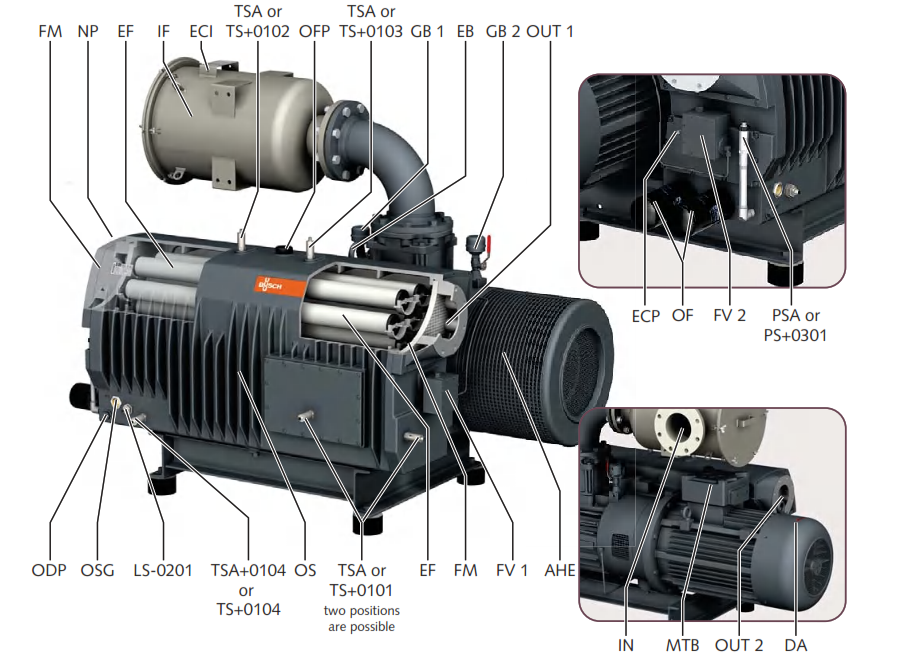 FM NP EF IF ECI TSA or TS+0102 OFP TSA or TS+0103 GB 1 EB GB 2 OUT 1
BUSCH
ECP OF FV 2 PSA or
PS+0301
ODP OSG LS-0201 TSA+0104 OS TSA or EF FM FV 1 AHE
or TS+0101
TS+0104 two positions
are possible
IN MTB OUT 2 DA